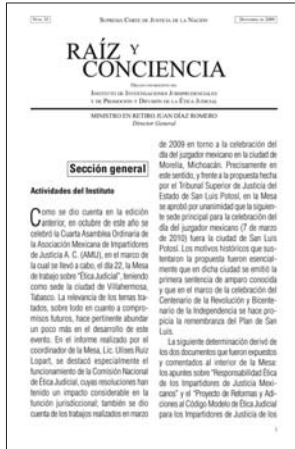 NÚM. 20
SUPREMA CORTE DE JUSTICIA DE LA NACIÓN
DICIEMBRE DE 2009
RAÍZ Y
CONCIENCIA
ÓRGANO INFORMATIVO DEL
INSTITUTO DE INVESTIGACIONES JURISPRUDENCIALES
Y DE PROMOCIÓN Y DIFUSIÓN DE LA ÉTICA JUDICIAL
MINISTRO EN RETIRO JUAN DÍAZ ROMERO
Director General
Sección general
Actividades del Instituto
Como se dio cuenta en la edición
anterior, en octubre de este año se
celebró la Cuarta Asamblea Ordinaria de
la Asociación Mexicana de Impartidores
de Justicia A. C. (AMIJ), en el marco de
la cual se llevó a cabo, el día 22, la Mesa
de trabajo sobre "Ética Judicial", teniendo
como sede la ciudad de Villahermosa,
Tabasco. La relevancia de los temas tra-
tados, sobre todo en cuanto a compro-
misos futuros, hace pertinente abundar
un poco más en el desarrollo de este
evento. En el informe realizado por el
coordinador de la Mesa, Lic. Ulises Ruiz
Lopart, se destacó especialmente el
funcionamiento de la Comisión Nacional
de Ética Judicial, cuyas resoluciones han
tenido un impacto considerable en la
función jurisdiccional; también se dio
cuenta de los trabajos realizados en marzo
de 2009 en torno a la celebración del
día del juzgador mexicano en la ciudad de
Morelia, Michoacán. Precisamente en
este sentido, y frente a la propuesta hecha
por el Tribunal Superior de Justicia del
Estado de San Luis Potosí, en la Mesa
se aprobó por unanimidad que la siguien-
te sede principal para la celebración del
día del juzgador mexicano (7 de marzo
de 2010) fuera la ciudad de San Luis
Potosí. Los motivos históricos que sus-
tentaron la propuesta fueron esencial-
mente que en dicha ciudad se emitió la
primera sentencia de amparo conocida
y que en el marco de la celebración del
Centenario de la Revolución y Bicente-
nario de la Independencia se hace pro-
picia la remembranza del Plan de San
Luis.
La siguiente determinación derivó de
los dos documentos que fueron expuestos
y comentados al interior de la Mesa:
los apuntes sobre "Responsabilidad Ética
de los Impartidores de Justicia Mexi-
canos" y el "Proyecto de Reformas y Adi-
ciones al Código Modelo de Ética Judicial
para Impartidores de Justicia de los